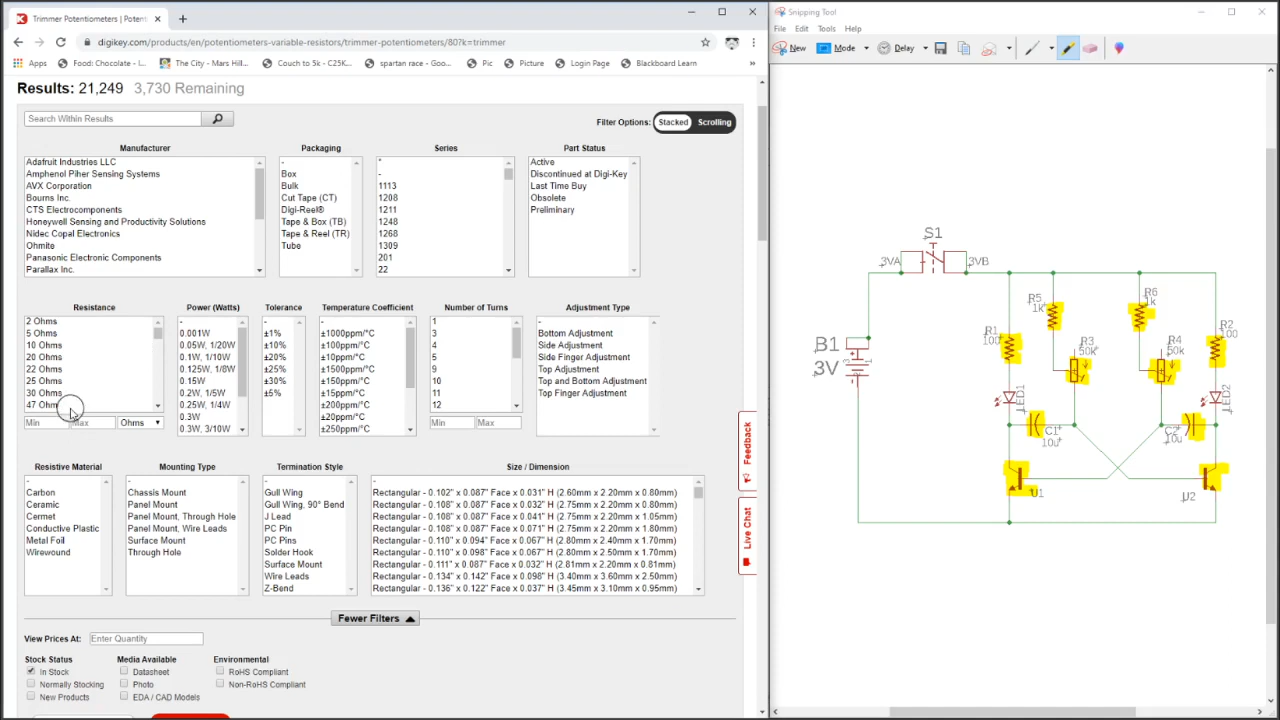 Trimmer Potentiometers | Potent
digikey.com/products/en/potentiometers-variable-resistors/trimmer-potentiometers/80?k=trimmer
Apps
Food: Chocolate - I...
The City - Mars Hill...
Couch to 5k - C25K...
spartan race - Goo...
Pic
Picture
Login Page
Blackboard Learn
»
Results: 21,249 3,730 Remaining
Search Within Results
Filter Options: Stacked Scrolling
Manufacturer
Adafruit Industries LLC
Amphenol Piher Sensing Systems
AVX Corporation
Bourns Inc.
CTS Electrocomponents
Honeywell Sensing and Productivity Solutions
Nidec Copal Electronics
Ohmite
Panasonic Electronic Components
Parallax Inc.
Packaging
-
Box
Bulk
Cut Tape (CT)
Digi-Reel®
Tape & Box (TB)
Tape & Reel (TR)
Tube
Series
*
-
1113
1208
1211
1248
1268
1309
201
22
Part Status
Active
Discontinued at Digi-Key
Last Time Buy
Obsolete
Preliminary
Resistance
2 Ohms
5 Ohms
10 Ohms
20 Ohms
22 Ohms
25 Ohms
30 Ohms
47 Ohms
Min Max Ohms
Power (Watts)
-
0.001W
0.05W, 1/20W
0.1W, 1/10W
0.125W, 1/8W
0.15W
0.2W, 1/5W
0.25W, 1/4W
0.3W
0.3W, 3/10W
Tolerance
-
±1%
±10%
±20%
±25%
±30%
±5%
Temperature Coefficient
-
±1000ppm/°C
±100ppm/°C
±1500ppm/°C
±150ppm/°C
±150ppm/°C
±200ppm/°C
±200ppm/°C
±20ppm/°C
±250ppm/°C
Number of Turns
1
3
4
5
9
10
11
12
Min Max
Adjustment Type
-
Bottom Adjustment
Side Adjustment
Side Finger Adjustment
Top Adjustment
Top and Bottom Adjustment
Top Finger Adjustment
Resistive Material
-
Carbon
Ceramic
Cermet
Conductive Plastic
Metal Foil
Wirewound
Mounting Type
-
Chassis Mount
Panel Mount
Panel Mount, Through Hole
Panel Mount, Wire Leads
Surface Mount
Through Hole
Termination Style
-
Gull Wing
Gull Wing, 90° Bend
J Lead
PC Pin
PC Pins
Solder Hook
Surface Mount
Wire Leads
Z-Bend
Size / Dimension
-
Rectangular - 0.102" x 0.087" Face x 0.031" H (2.60mm x 2.20mm x 0.80mm)
Rectangular - 0.108" x 0.087" Face x 0.032" H (2.75mm x 2.20mm x 0.80mm)
Rectangular - 0.108" x 0.087" Face x 0.041" H (2.75mm x 2.20mm x 1.05mm)
Rectangular - 0.108" x 0.087" Face x 0.071" H (2.75mm x 2.20mm x 1.80mm)
Rectangular - 0.110" x 0.094" Face x 0.067" H (2.80mm x 2.40mm x 1.70mm)
Rectangular - 0.110" x 0.098" Face x 0.067" H (2.80mm x 2.50mm x 1.70mm)
Rectangular - 0.111" x 0.087" Face x 0.032" H (2.81mm x 2.20mm x 0.81mm)
Rectangular - 0.134" x 0.142" Face x 0.098" H (3.40mm x 3.60mm x 2.50mm)
Rectangular - 0.136" x 0.122" Face x 0.037" H (3.45mm x 3.10mm x 0.95mm)
Fewer Filters
View Prices At: Enter Quantity
Stock Status
In Stock
Normally Stocking
New Products
Media Available
Datasheet
Photo
EDA / CAD Models
Environmental
RoHS Compliant
Non-RoHS Compliant
Feedback
Live Chat
Snipping Tool
File Edit Tools Help
New Mode Delay
S1
3VA 3VB
B1
3V
1
R1
100
R5
1k
R3
50k
R6
1k
R4
50k
R2
100
LED1
LED2
C1
10u
C2
10u
U1
U2